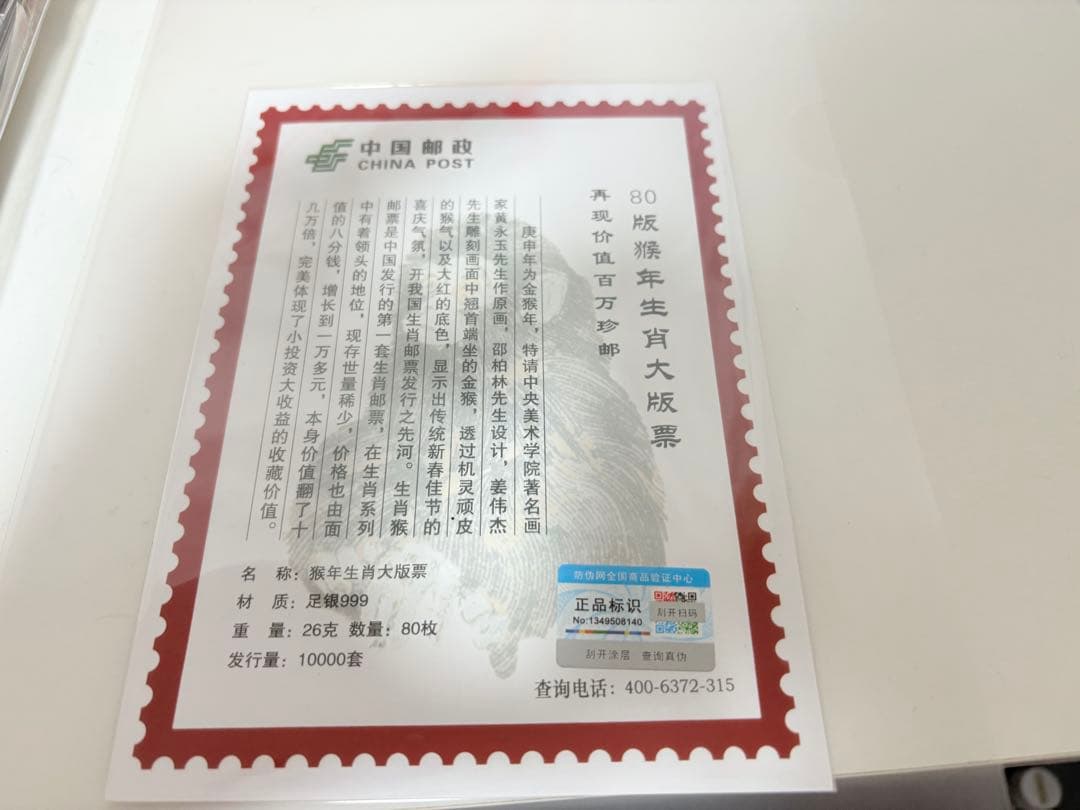 中国邮政
CHINA POST
80版猴年生肖大版票
再现价值百万珍邮
庚申年为金猴年，特请中央美术学院著名画
家黄永玉先生作原画，邵柏林先生设计，姜伟杰
先生雕刻画面中翘首端坐的金猴，透过机灵顽皮
的猴气以及大红的底色，显示出传统新春佳节的
喜庆气氛，开我国生肖邮票发行之先河。生肖猴
邮票是中国发行的第一套生肖邮票，在生肖系列
中有着领头的地位，现存世量稀少，价格也由面
值的八分钱，增长到一万多元，本身价值翻了十
几万倍，完美体现了小投资大收益的收藏价值。
名 称：猴年生肖大版票
材 质：足银999
重 量：26克 数量：80枚
发行量：10000套
防伪网全国商品验证中心
正品标识
No:1349508140
刮开扫码
刮开涂层 查询真伪
查询电话：400-6372-315